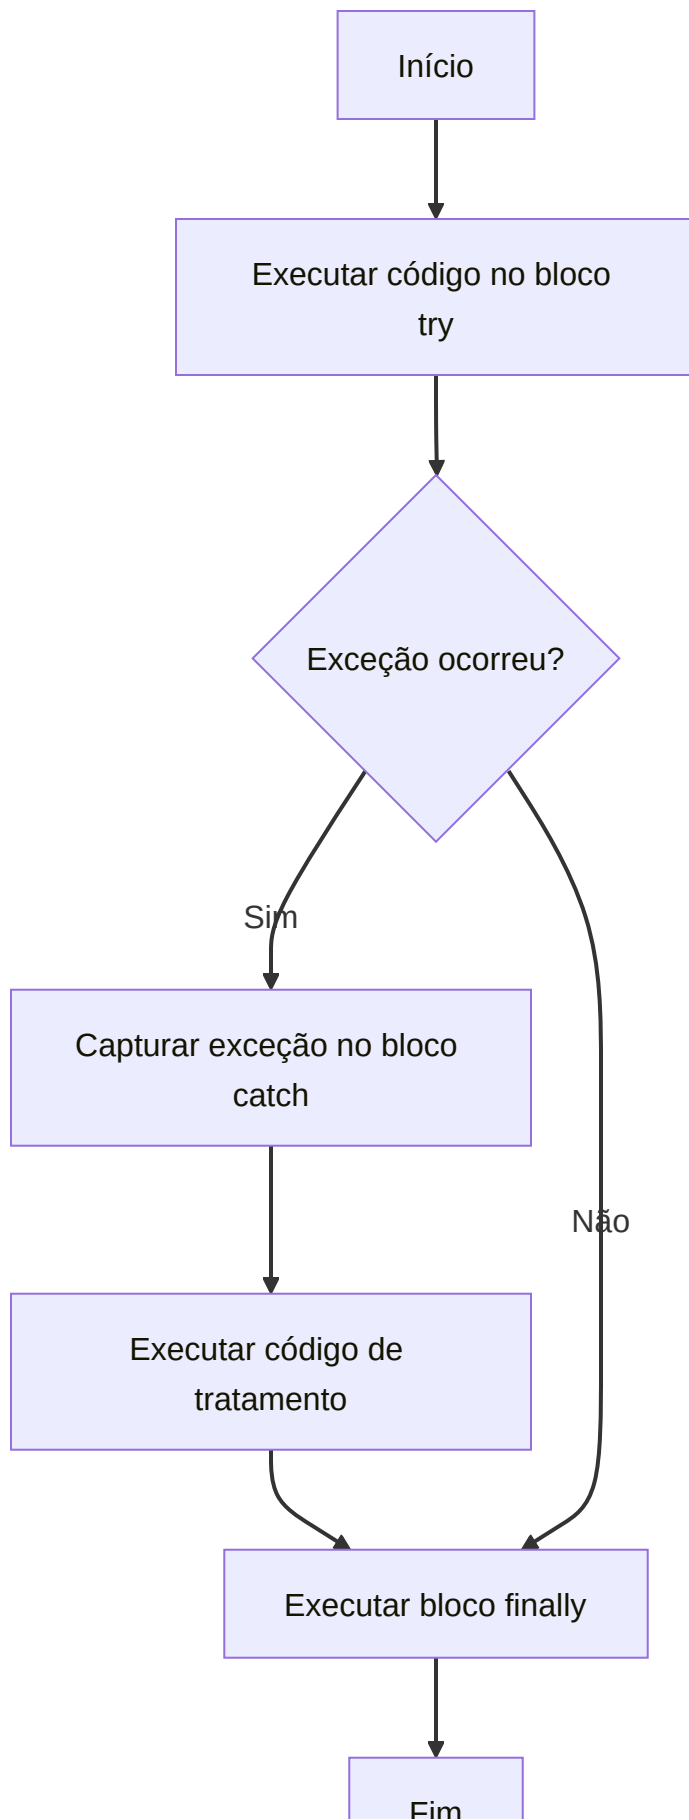 Início
Executar código no bloco
try
Exceção ocorreu?
Sim
Capturar exceção no bloco
catch
Não
Executar código de
tratamento
Executar bloco finally
Fim